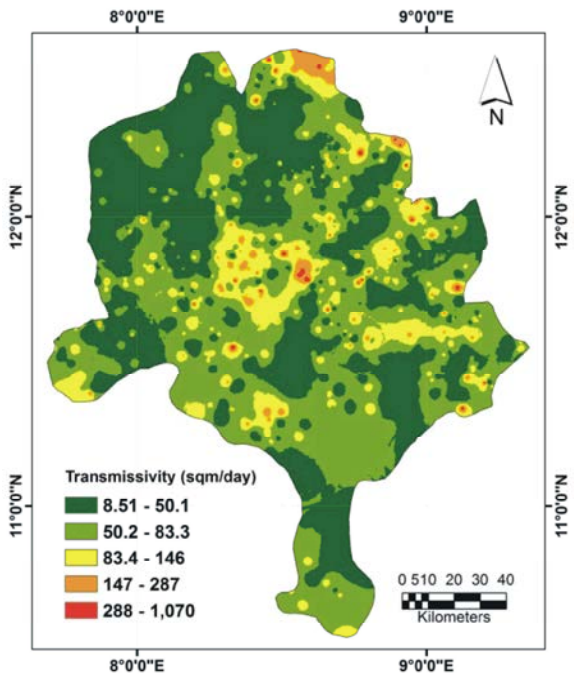 8°0'0"E 9°0'0"E
N
12°0'0"N 12°0'0"N
Transmissivity (sqm/day)
8.51 - 50.1
50.2 - 83.3
83.4 - 146
147 - 287
288 - 1,070
11°0'0"N 11°0'0"N
0 510 20 30 40
Kilometers
8°0'0"E 9°0'0"E